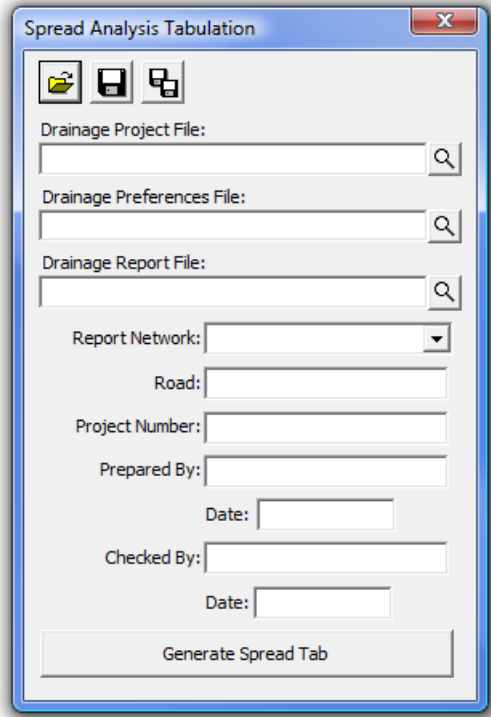 Spread Analysis Tabulation
Drainage Project File:
Drainage Preferences File:
Drainage Report File:
Report Network:
Road:
Project Number:
Prepared By:
Date:
Checked By:
Date:
Generate Spread Tab